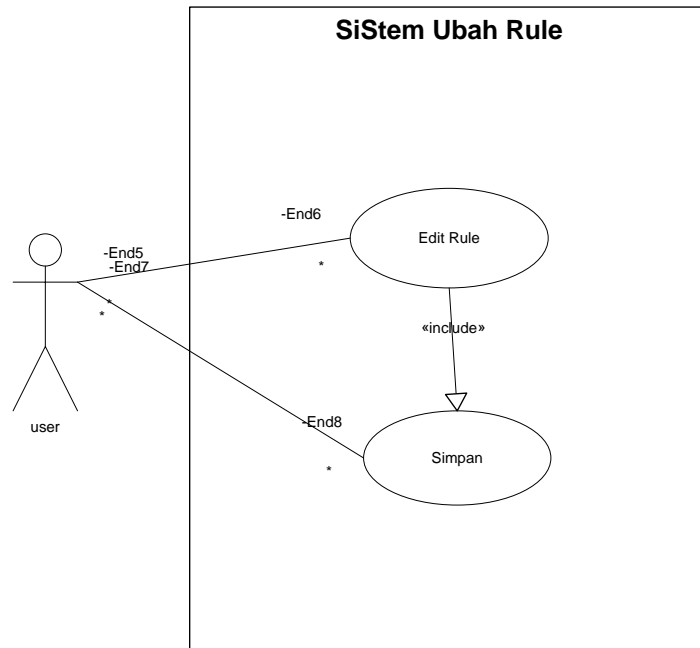 SiStem Ubah Rule
-End6
Edit Rule
-End5
-End7
*
*
*
«include»
user
-End8
Simpan
*